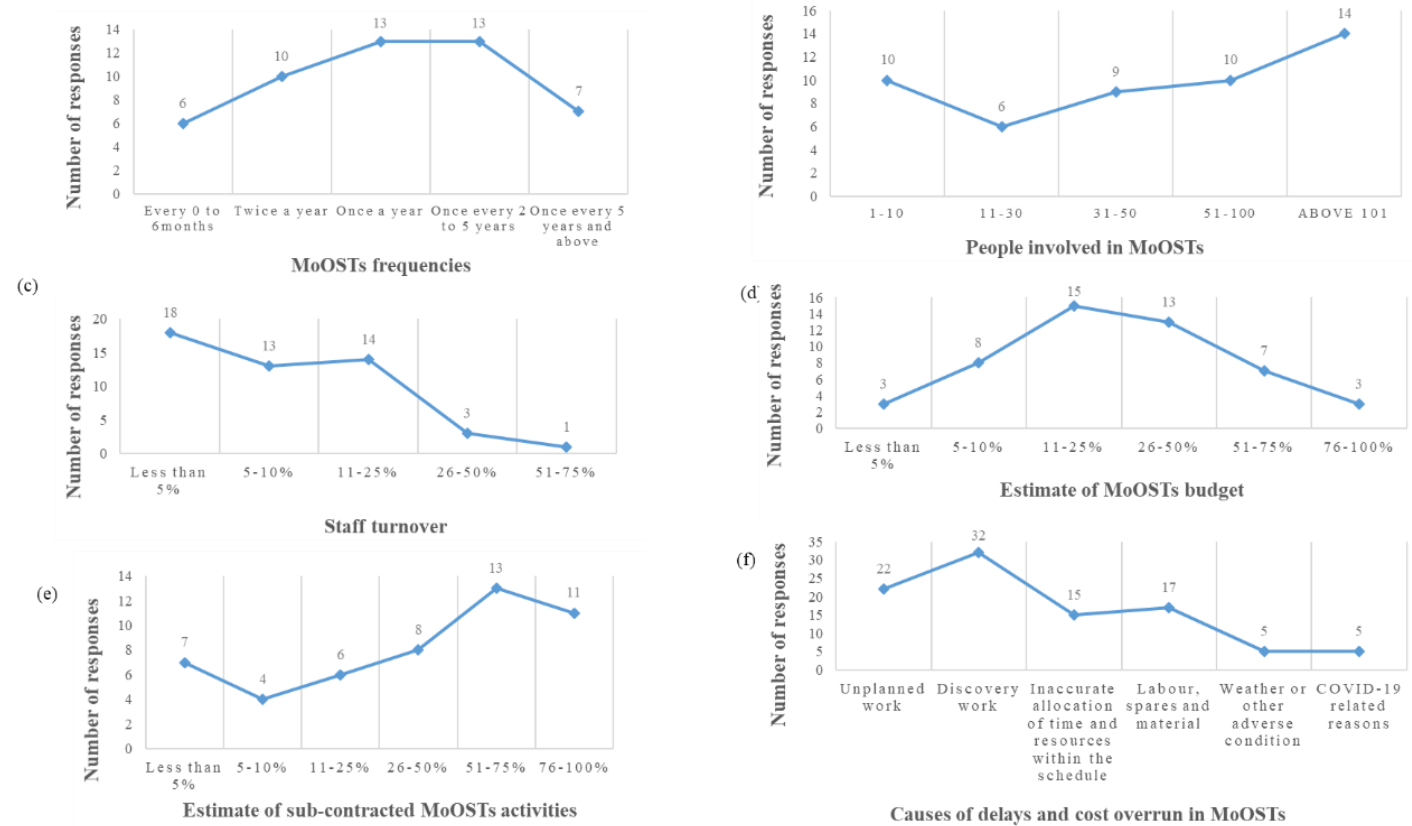 Number of responses
14
12
10
8
6
4
2
0
6
10
13
13
7
Every 0 to
6months
Twice a year
Once a year
Once every 2
to 5 years
Once every 5
years and
above
MoOSTs frequencies
Number of responses
16
14
12
10
8
6
4
2
0
10
6
9
10
14
1-10
11-30
31-50
51-100
ABOVE 101
People involved in MoOSTs
(c)
Number of responses
20
15
10
5
0
18
13
14
3
1
Less than
5%
5-10%
11-25%
26-50%
51-75%
Staff turnover
(d)
Number of responses
16
14
12
10
8
6
4
2
0
3
8
15
13
7
3
Less than
5%
5-10%
11-25%
26-50%
51-75%
76-100%
Estimate of MoOSTs budget
(e)
Number of responses
14
12
10
8
6
4
2
0
7
4
6
8
13
11
Less than
5%
5-10%
11-25%
26-50%
51-75%
76-100%
Estimate of sub-contracted MoOSTs activities
(f)
Number of responses
35
30
25
20
15
10
5
0
22
32
15
17
5
5
Unplanned
work
Discovery
work
Inaccurate
allocation
of time and
resources
within the
schedule
Labour,
spares and
material
Weather or
other
adverse
condition
COVID-19
related
reasons
Causes of delays and cost overrun in MoOSTs